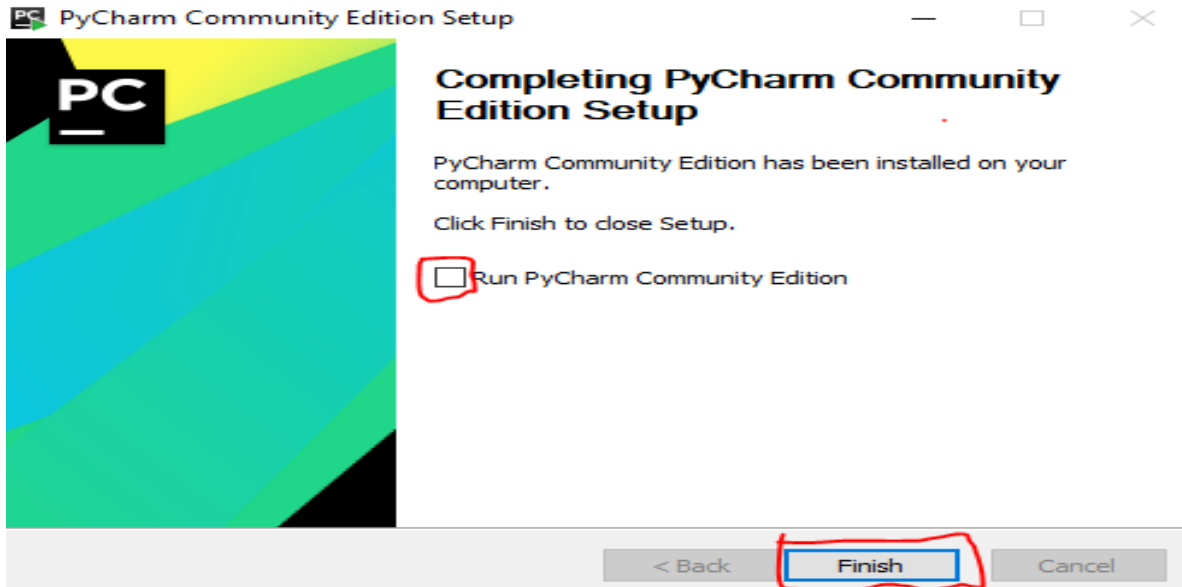 PC PyCharm Community Edition Setup
PC
Completing PyCharm Community
Edition Setup
PyCharm Community Edition has been installed on your
computer.
Click Finish to close Setup.
Run PyCharm Community Edition
< Back
Finish
Cancel